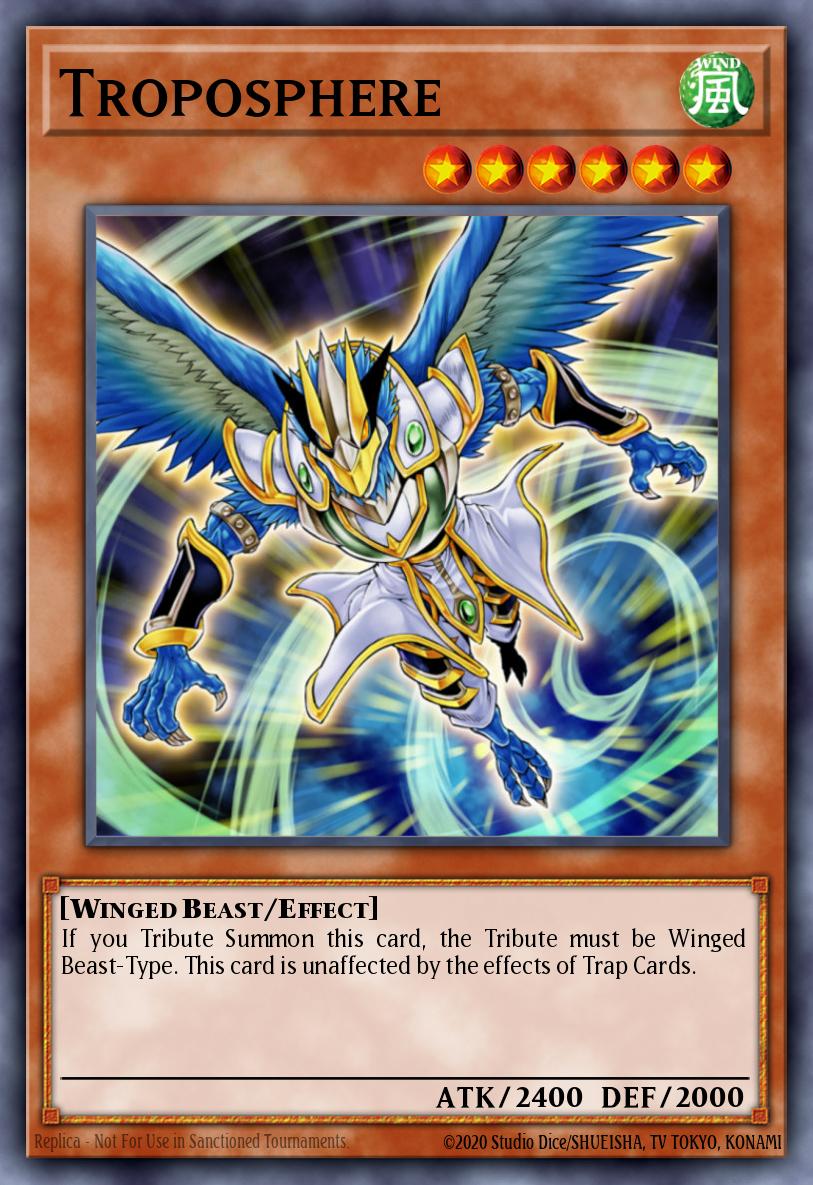 Troposphere
WIND
風
[Winged Beast/Effect]
If you Tribute Summon this card, the Tribute must be Winged
Beast-Type. This card is unaffected by the effects of Trap Cards.
ATK/2400 DEF/2000
Replica - Not For Use in Sanctioned Tournaments.
©2020 Studio Dice/SHUEISHA, TV TOKYO, KONAMI